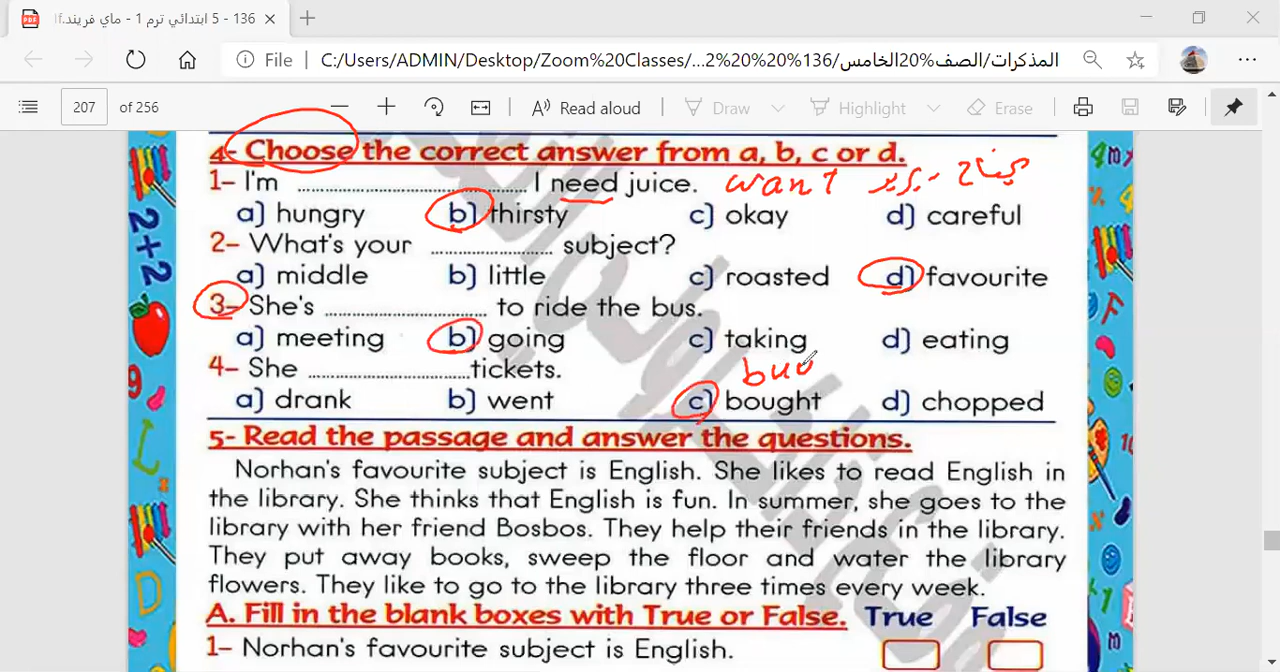 136 - 5 ابتدائي ترم 1 - ماي فريند.If
File | C:/Users/ADMIN/Desktop/Zoom%20Classes/...2%20%20%20136/المذكرات/الصف%20الخامس
207 of 256 Read aloud Draw Highlight Erase
4- Choose the correct answer from a, b, c or d.
1- I'm .......... I need juice. want يريد - يحتاج
a) hungry b) thirsty c) okay d) careful
2- What's your .......... subject?
a) middle b) little c) roasted d) favourite
3- She's .......... to ride the bus.
a) meeting b) going c) taking d) eating
4- She .......... tickets.
a) drank b) went c) bought d) chopped
5- Read the passage and answer the questions.
Norhan's favourite subject is English. She likes to read English in
the library. She thinks that English is fun. In summer, she goes to the
library with her friend Bosbos. They help their friends in the library.
They put away books, sweep the floor and water the library
flowers. They like to go to the library three times every week.
A. Fill in the blank boxes with True or False. True False
1- Norhan's favourite subject is English.